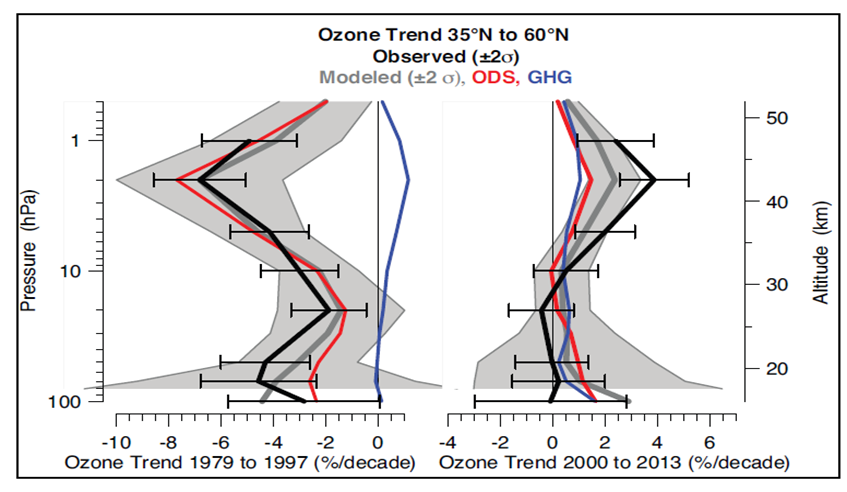 Ozone Trend 35°N to 60°N
Observed (±2σ)
Modeled (±2 σ), ODS, GHG
Pressure (hPa)
1
10
100
50
40
30
20
Altitude (km)
-10 -8 -6 -4 -2 0
-4 -2 0 2 4 6
Ozone Trend 1979 to 1997 (%/decade)
Ozone Trend 2000 to 2013 (%/decade)